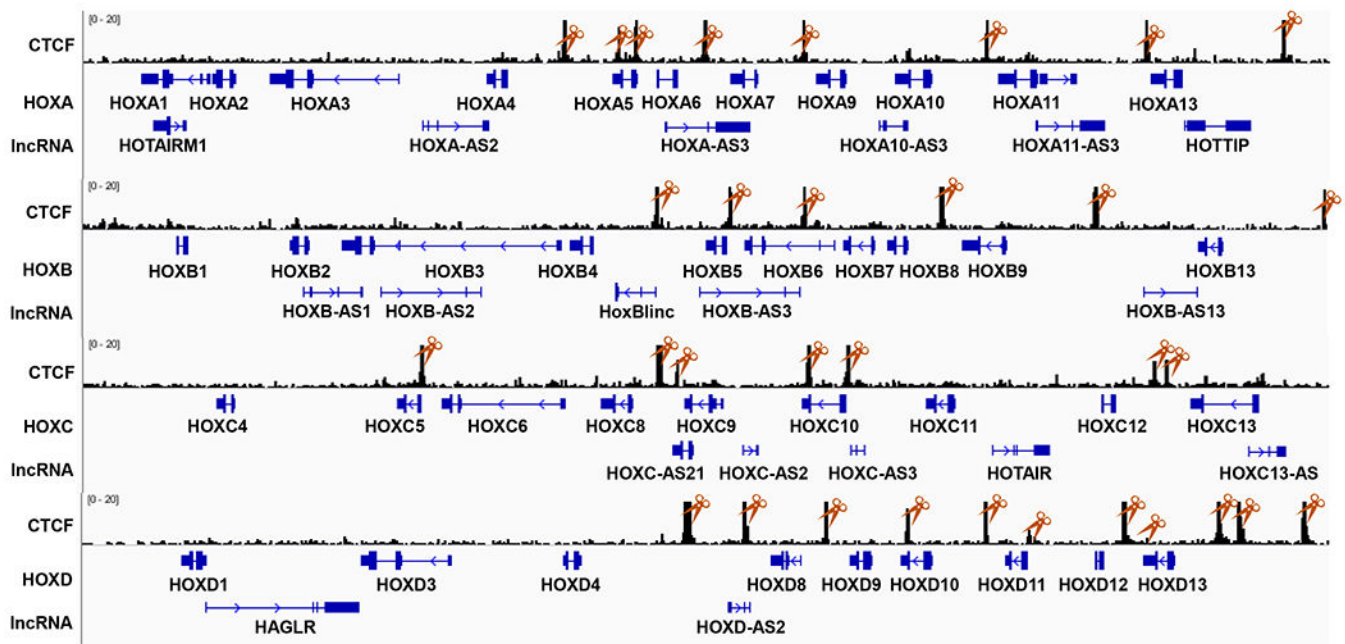 [0 - 20]
CTCF
HOXA HOXA1 HOXA2 HOXA3 HOXA4 HOXA5 HOXA6 HOXA7 HOXA9 HOXA10 HOXA11 HOXA13
lncRNA HOTAIRM1 HOXA-AS2 HOXA-AS3 HOXA10-AS3 HOXA11-AS3 HOTTIP
[0 - 20]
CTCF
HOXB HOXB1 HOXB2 HOXB3 HOXB4 HOXB5 HOXB6 HOXB7 HOXB8 HOXB9 HOXB13
lncRNA HOXB-AS1 HOXB-AS2 HoxBlinc HOXB-AS3 HOXB-AS13
[0 - 20]
CTCF
HOXC HOXC4 HOXC5 HOXC6 HOXC8 HOXC9 HOXC10 HOXC11 HOXC12 HOXC13
lncRNA HOXC-AS21 HOXC-AS2 HOXC-AS3 HOTAIR HOXC13-AS
[0 - 20]
CTCF
HOXD HOXD1 HOXD3 HOXD4 HOXD8 HOXD9 HOXD10 HOXD11 HOXD12 HOXD13
lncRNA HAGLR HOXD-AS2